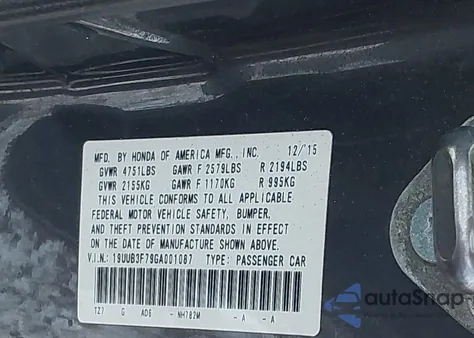 MFD. BY HONDA OF AMERICA MFG., INC. 12/15
GVWR 4751LBS GAWR F 2579LBS R 2194LBS
GVWR 2155KG GAWR F 1170KG R 995KG
THIS VEHICLE CONFORMS TO ALL APPLICABLE
FEDERAL MOTOR VEHICLE SAFETY, BUMPER,
AND THEFT PREVENTION STANDARDS IN EFFECT
ON THE DATE OF MANUFACTURE SHOWN ABOVE.
V.I.N.: 19UUB3F79GA001087 TYPE: PASSENGER CAR
TZ7 G AD6 - NH782M - A - A
autoSnap